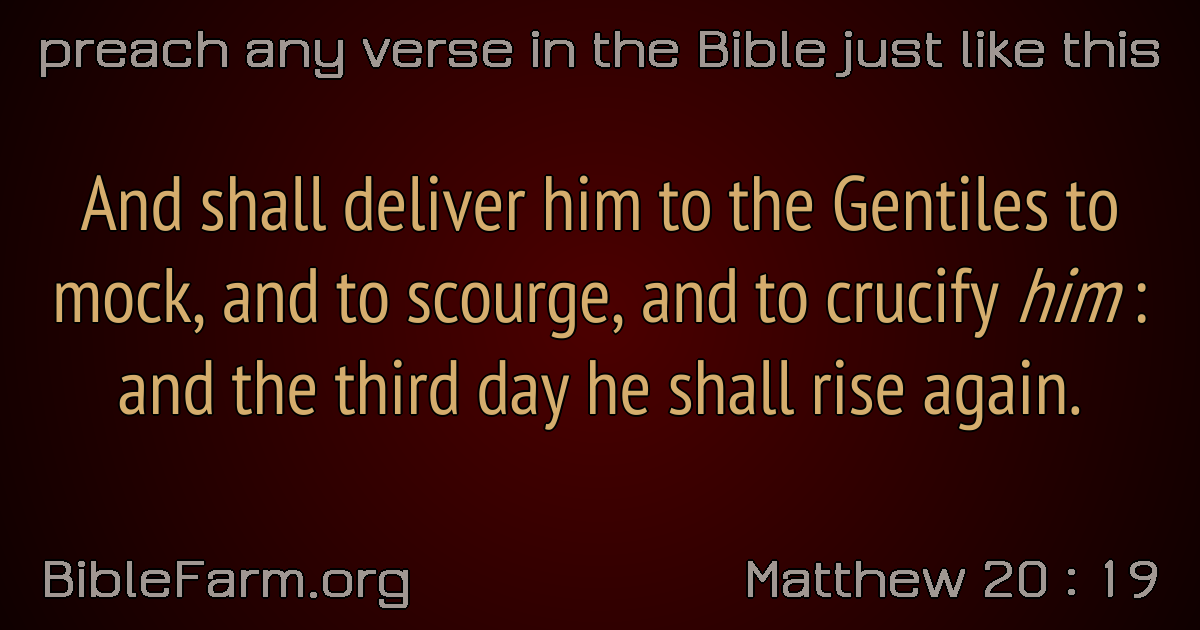 preach any verse in the Bible just like this
And shall deliver him to the Gentiles to
mock, and to scourge, and to crucify him :
and the third day he shall rise again.
BibleFarm.org
Matthew 20 : 19